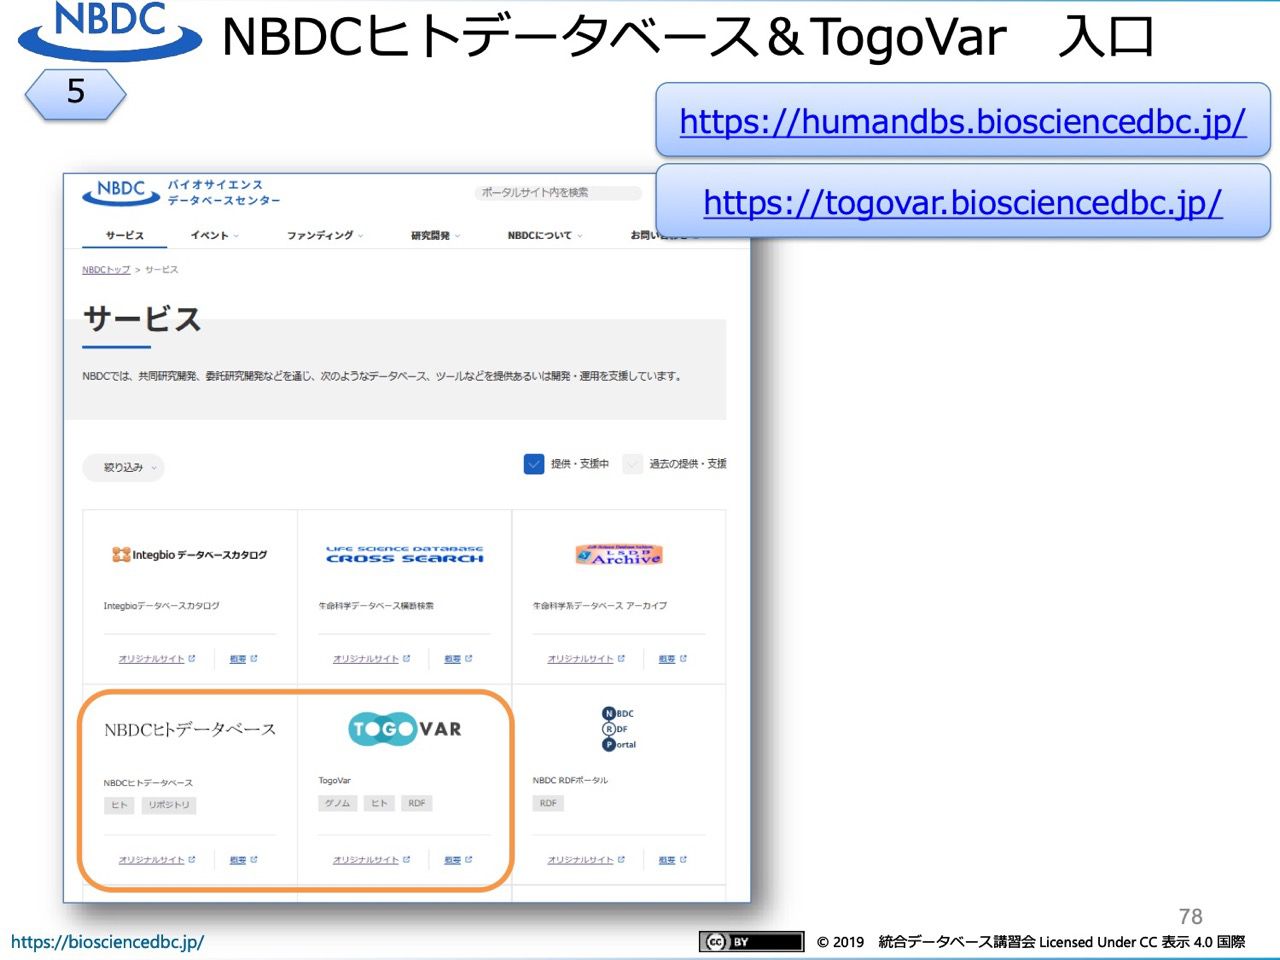 NBDC
NBDCヒトデータベース＆TogoVar　入口
5
https://humandbs.biosciencedbc.jp/
https://togovar.biosciencedbc.jp/
NBDC バイオサイエンス
データベースセンター
ポータルサイト内を検索
サービス イベント ファンディング 研究開発 NBDCについて お問い
NBDCトップ > サービス
サービス
NBDCでは、共同研究開発、委託研究開発などを通じ、次のようなデータベース、ツールなどを提供あるいは開発・運用を支援しています。
絞り込み
提供・支援中 過去の提供・支援
Integbio データベースカタログ
LIFE SCIENCE DATABASE
CROSS SEARCH
LSDB
Archive
Integbioデータベースカタログ
生命科学データベース横断検索
生命科学系データベース アーカイブ
オリジナルサイト 概要
オリジナルサイト 概要
オリジナルサイト 概要
NBDCヒトデータベース
TOGO VAR
NBDC
RDF
Portal
NBDCヒトデータベース
ヒト リポジトリ
TogoVar
ゲノム ヒト RDF
NBDC RDFポータル
RDF
オリジナルサイト 概要
オリジナルサイト 概要
オリジナルサイト 概要
78
https://biosciencedbc.jp/
cc BY
© 2019　統合データベース講習会 Licensed Under CC 表示 4.0 国際